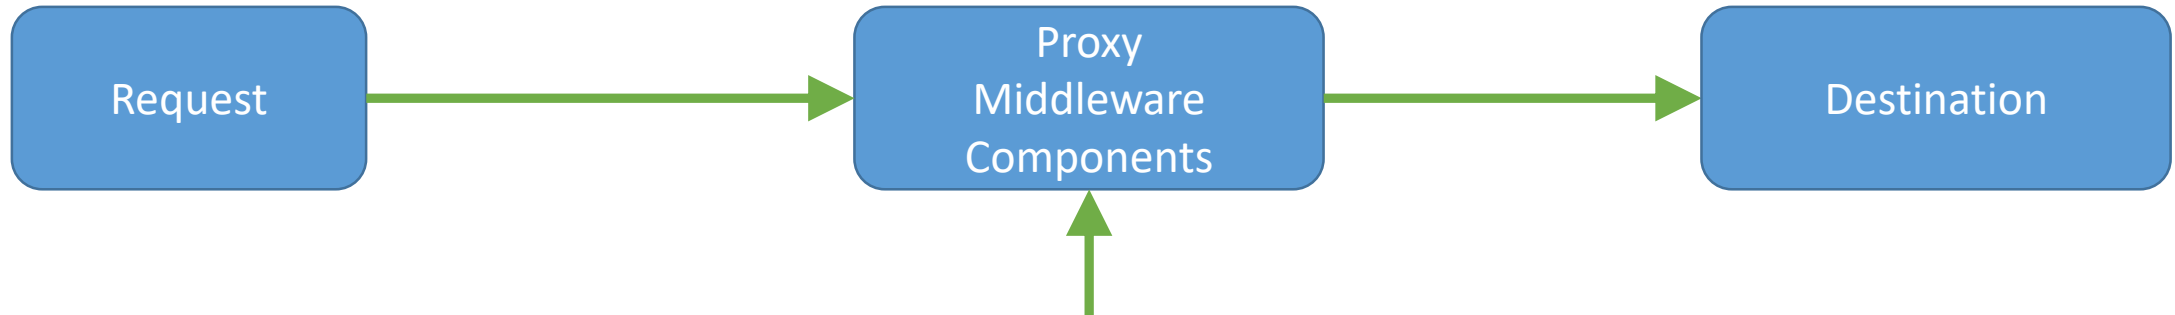 Request
Proxy
Middleware
Components
Destination